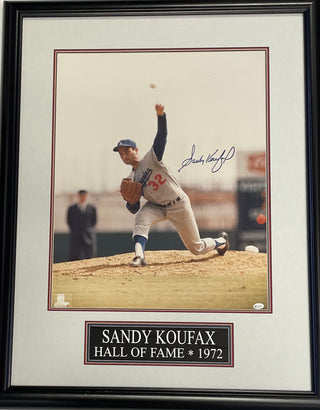 32
Sandy Koufax
SANDY KOUFAX
HALL OF FAME * 1972